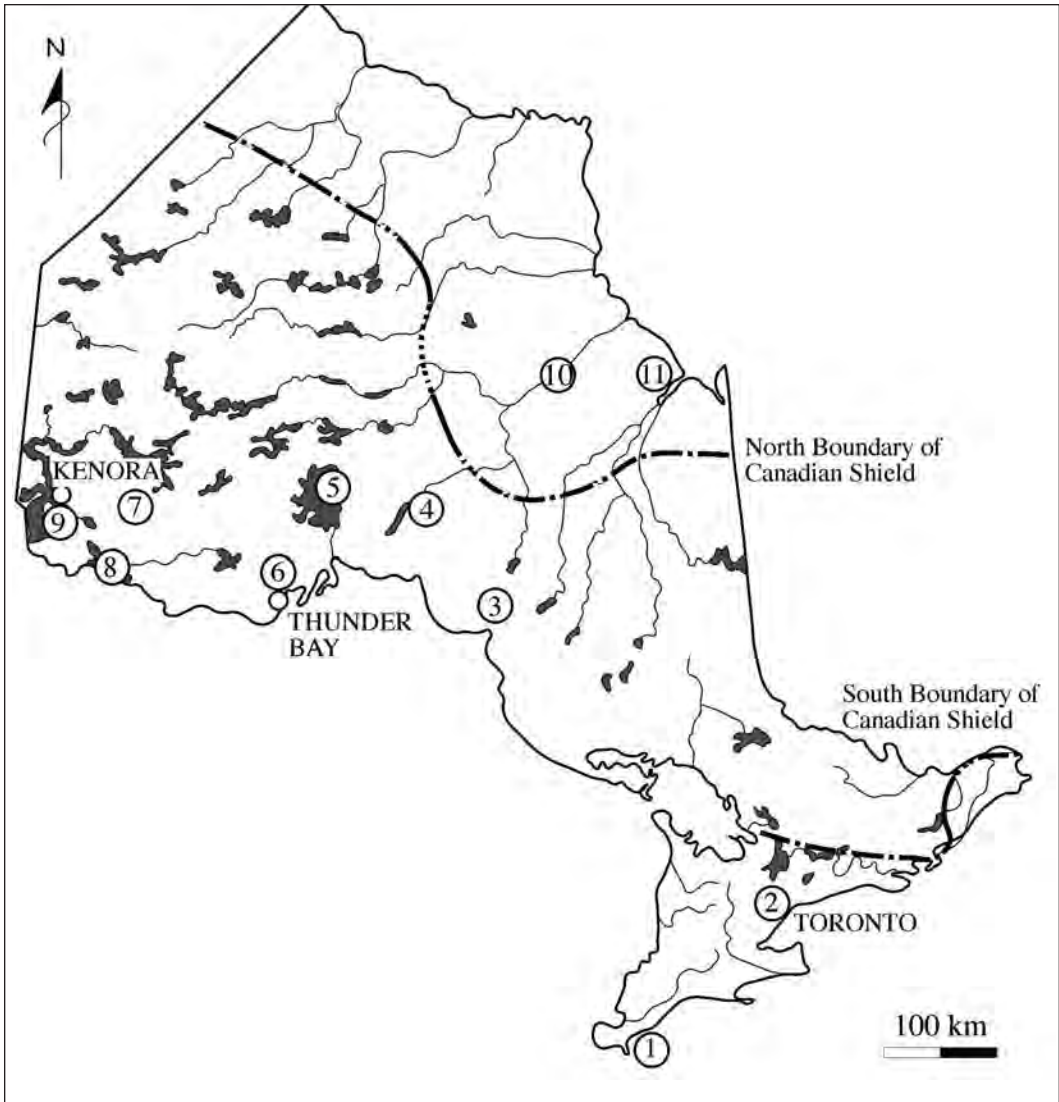 N
10
11
North Boundary of
Canadian Shield
KENORA
5
7
4
9
8
6
3
THUNDER
BAY
South Boundary of
Canadian Shield
2
TORONTO
100 km
1